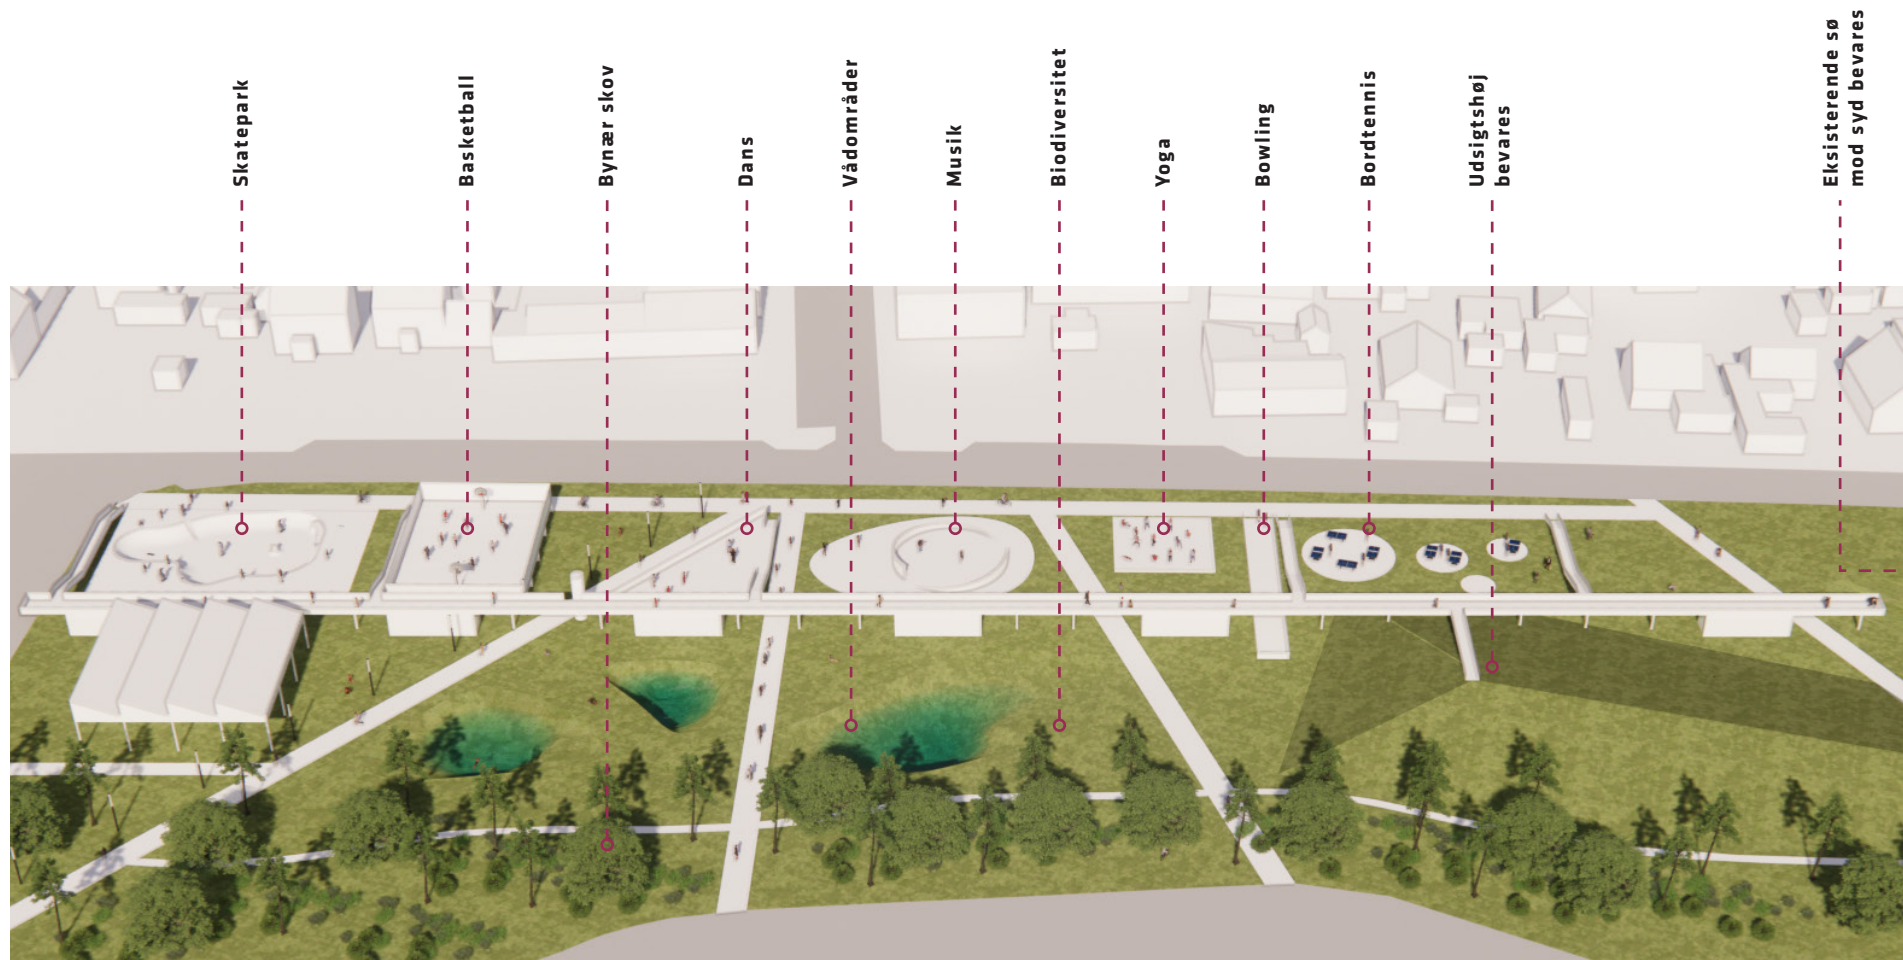 Skatepark
Basketball
Bynær skov
Dans
Vådområder
Musik
Biodiversitet
Yoga
Bowling
Bordtennis
Udsigtshøj
bevares
Eksisterende sø
mod syd bevares